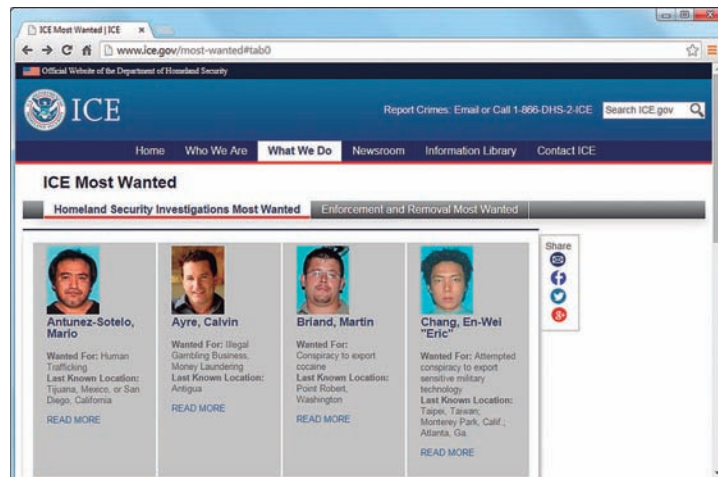 ICE Most Wanted | ICE
www.ice.gov/most-wanted#tab0
Official Website of the Department of Homeland Security
ICE
Report Crimes: Email or Call 1-866-DHS-2-ICE
Search ICE.gov
Home Who We Are What We Do Newsroom Information Library Contact ICE
ICE Most Wanted
Homeland Security Investigations Most Wanted Enforcement and Removal Most Wanted
Share
Antunez-Sotelo,
Mario
Wanted For: Human
Trafficking
Last Known Location:
Tijuana, Mexico, or San
Diego, California
READ MORE
Ayre, Calvin
Wanted For: Illegal
Gambling Business,
Money Laundering
Last Known Location:
Antigua
READ MORE
Briand, Martin
Wanted For:
Conspiracy to export
cocaine
Last Known Location:
Point Robert,
Washington
READ MORE
Chang, En-Wei
"Eric"
Wanted For: Attempted
conspiracy to export
sensitive military
technology
Last Known Location:
Taipei, Taiwan;
Monterey Park, Calif.;
Atlanta, Ga.
READ MORE